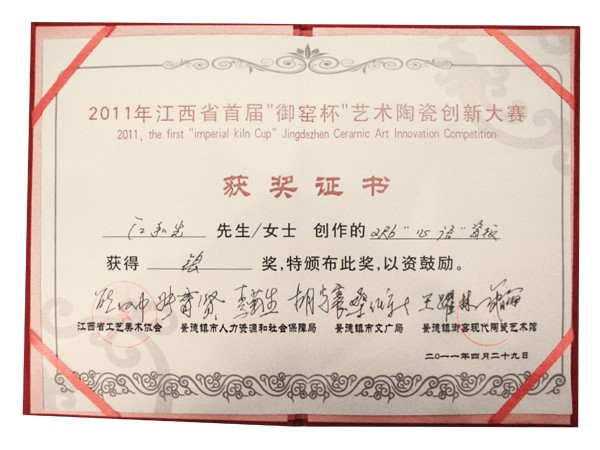 2011年江西省首届"御窑杯"艺术陶瓷创新大赛
2011, the first "imperial kiln Cup" Jingdezhen Ceramic Art Innovation Competition
获奖证书
先生/女士 创作的 "心语"瓷板
获得 银 奖,特颁布此奖,以资鼓励。
江西省工艺美术协会 景德镇市人力资源和社会保障局 景德镇市文广局 景德镇御窑现代陶瓷艺术馆
二〇一一年四月二十九日